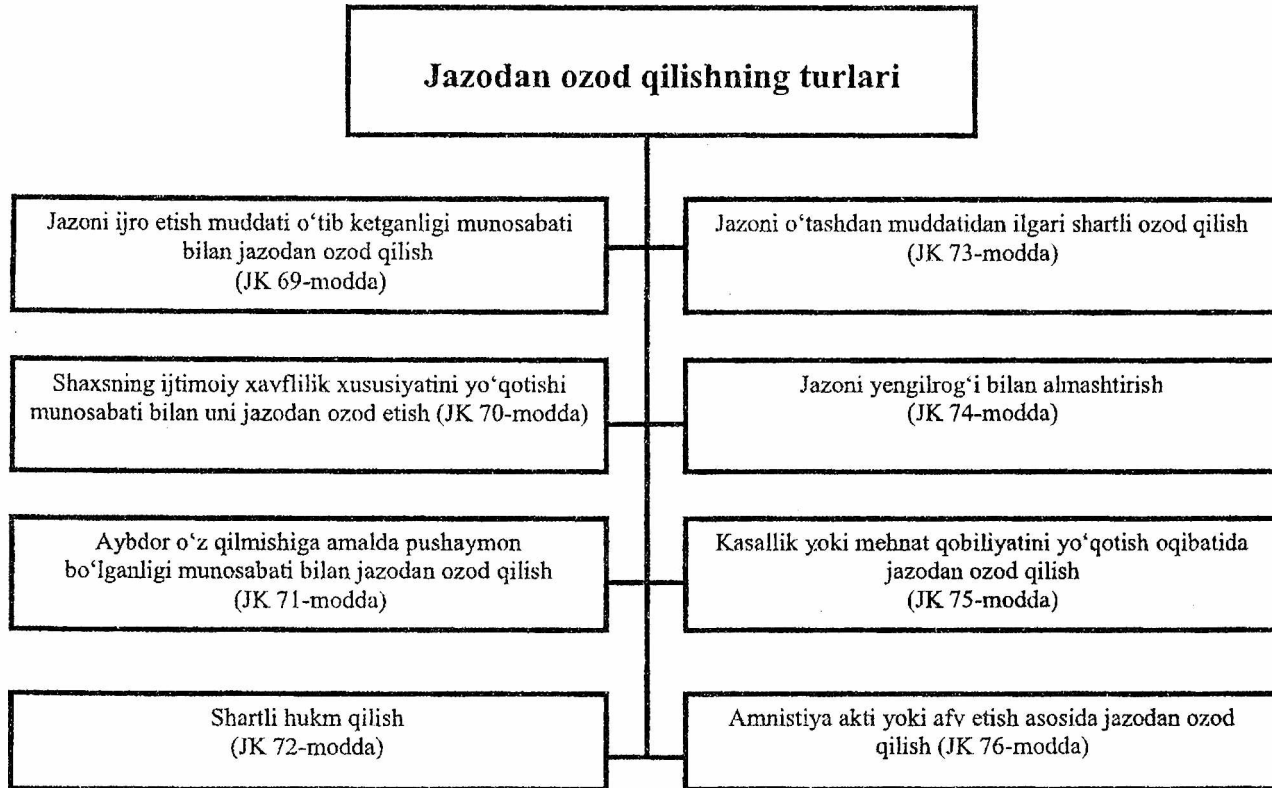 Jazodan ozod qilishning turlari
Jazoni ijro etish muddati o‘tib ketganligi munosabati
bilan jazodan ozod qilish
(JK 69-modda)
Jazoni o‘tashdan muddatidan ilgari shartli ozod qilish
(JK 73-modda)
Shaxsning ijtimoiy xavflilik xususiyatini yo‘qotishi
munosabati bilan uni jazodan ozod etish (JK 70-modda)
Jazoni yengilrog‘i bilan almashtirish
(JK 74-modda)
Aybdor o‘z qilmishiga amalda pushaymon
bo‘lganligi munosabati bilan jazodan ozod qilish
(JK 71-modda)
Kasallik yoki mehnat qobiliyatini yo‘qotish oqibatida
jazodan ozod qilish
(JK 75-modda)
Shartli hukm qilish
(JK 72-modda)
Amnistiya akti yoki afv etish asosida jazodan ozod
qilish (JK 76-modda)